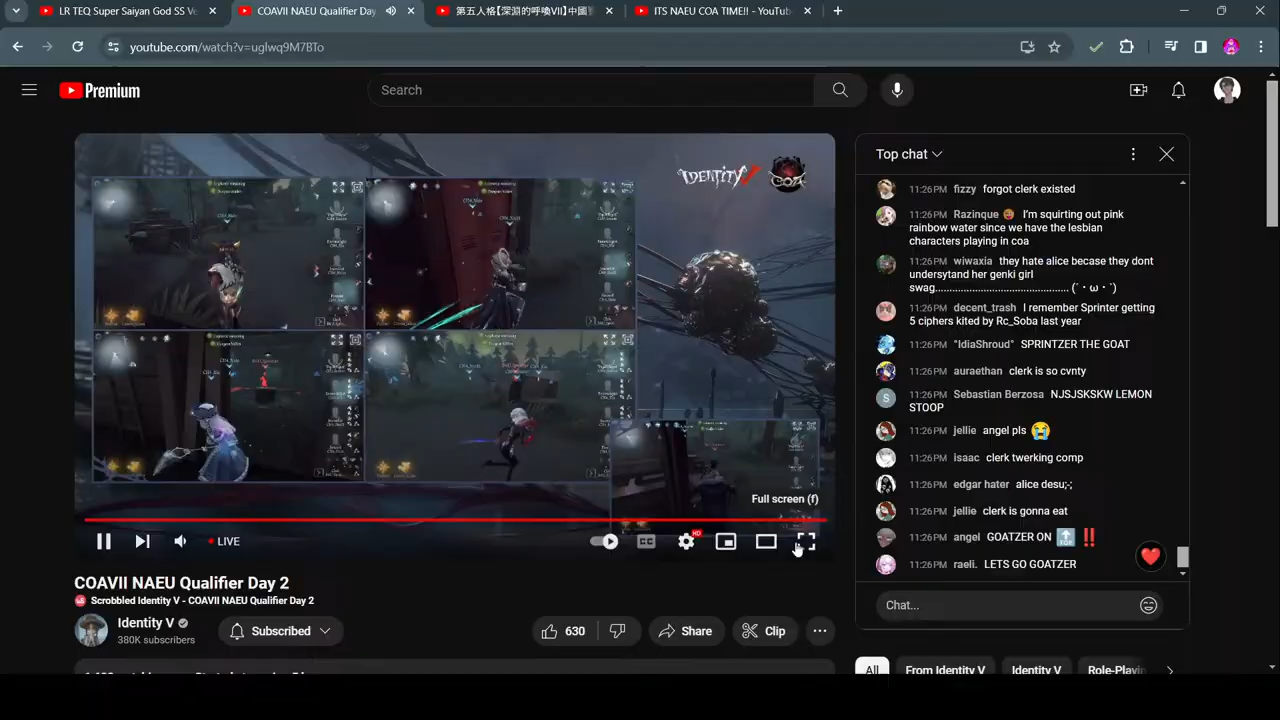 LR TEQ Super Saiyan God SS Ve
COAVII NAEU Qualifier Day
第五人格【深淵的呼喚VII】中國
ITS NAEU COA TIME!! - YouTub
youtube.com/watch?v=uglwq9M7BTo
Premium
Search
IDENTITY V
COA
Top chat
11:26 PM fizzy forgot clerk existed
11:26 PM Razinque I'm squirting out pink
rainbow water since we have the lesbian
characters playing in coa
11:26 PM wiwaxia they hate alice becase they dont
undersytand her genki girl
swag............................................ (´・ω・`)
11:26 PM decent_trash I remember Sprinter getting
5 ciphers kited by Rc_Soba last year
11:26 PM "IdiaShroud" SPRINTZER THE GOAT
11:26 PM auraethan clerk is so cvnty
S
11:26 PM Sebastian Berzosa NJSJSKSKW LEMON
STOOP
11:26 PM jellie angel pls 😭
11:26 PM isaac clerk twerking comp
11:26 PM edgar hater alice desu;-;
11:26 PM jellie clerk is gonna eat
11:26 PM angel GOATZER ON 🔝 ‼️
11:26 PM raeli. LETS GO GOATZER
Chat...
Full screen (f)
LIVE
CC
HD
COAVII NAEU Qualifier Day 2
Scrobbled Identity V - COAVII NAEU Qualifier Day 2
Identity V
380K subscribers
Subscribed
630
Share
Clip
All
From Identity V
Identity V
Role-Playin